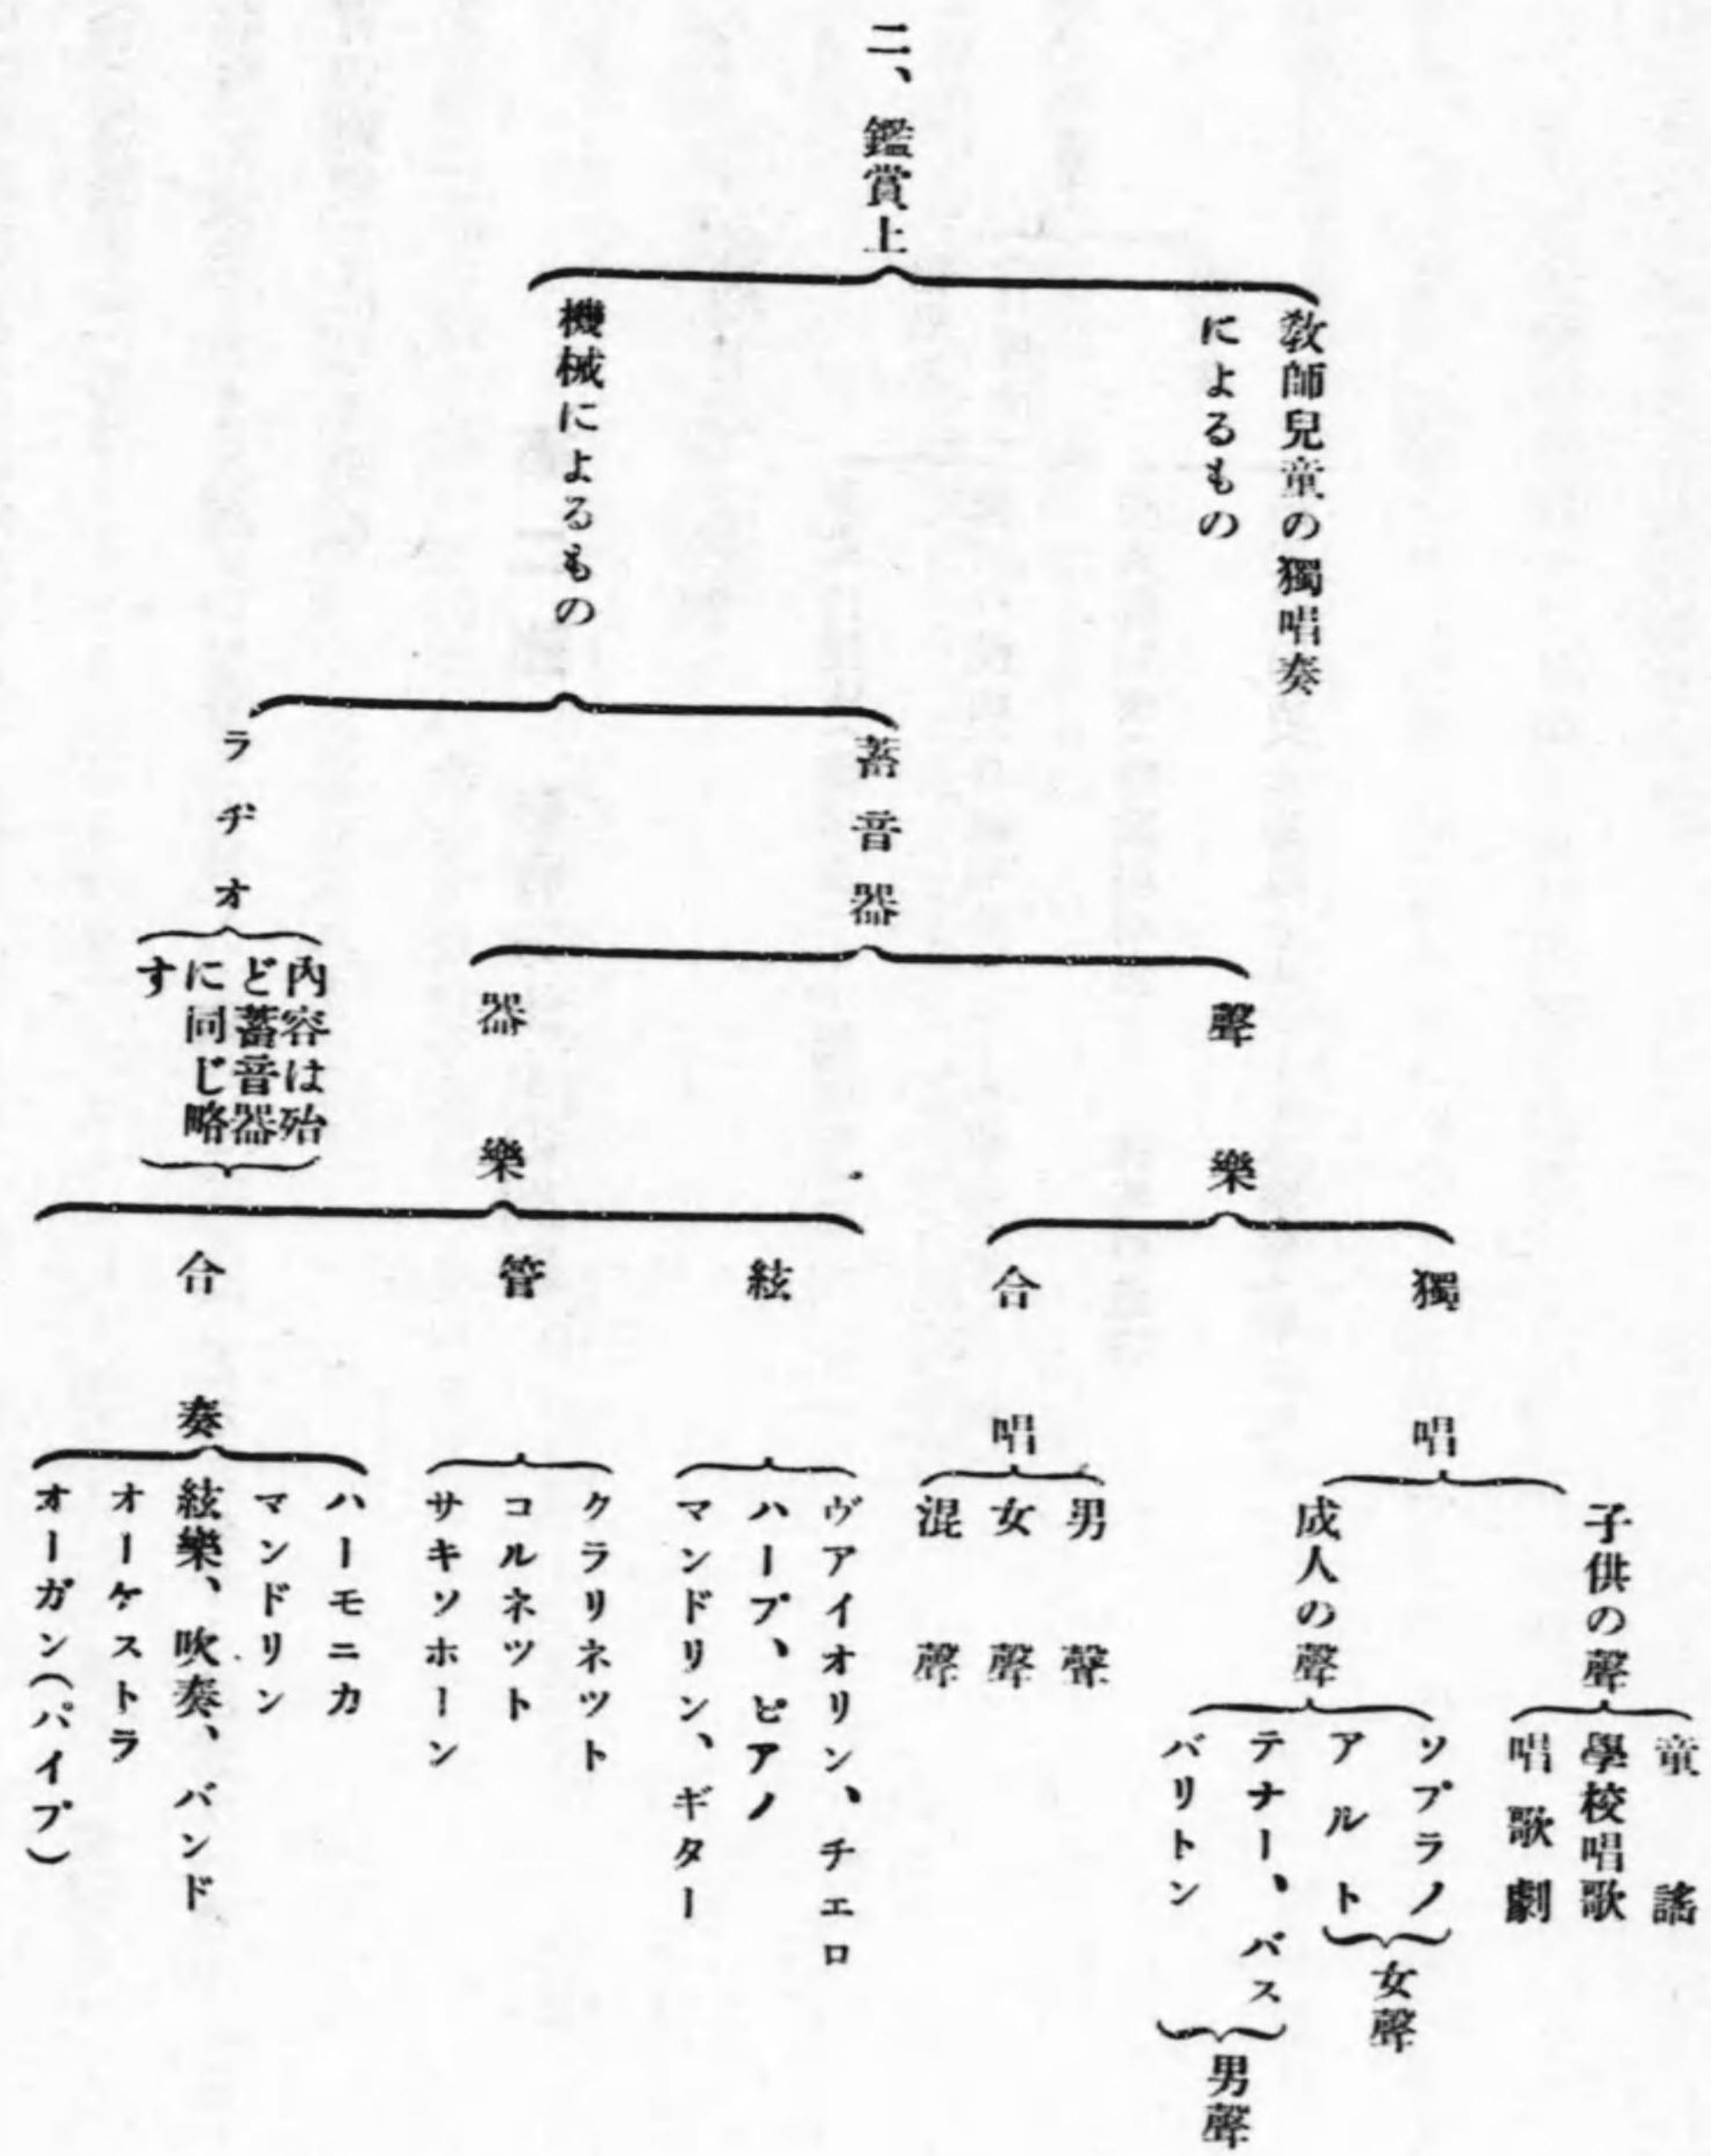 二、鑑賞上
敎師兒童の獨唱奏
によるもの
機械によるもの
蓄音器
聲樂
獨唱
子供の聲
童謠
學校唱歌
唱歌劇
成人の聲
ソプラノ
アルト
女聲
テナー、バス
バリトン
男聲
合唱
男聲
女聲
混聲
器樂
絃
ヴアイオリン、チエロ
ハープ、ピアノ
マンドリン、ギター
管
クラリネツト
コルネツト
サキソホーン
合奏
ハーモニカ
マンドリン
絃樂、吹奏、バンド
オーケストラ
オーガン(パイプ)
ラヂオ
內容は殆
ど蓄音器
に同じ略
す